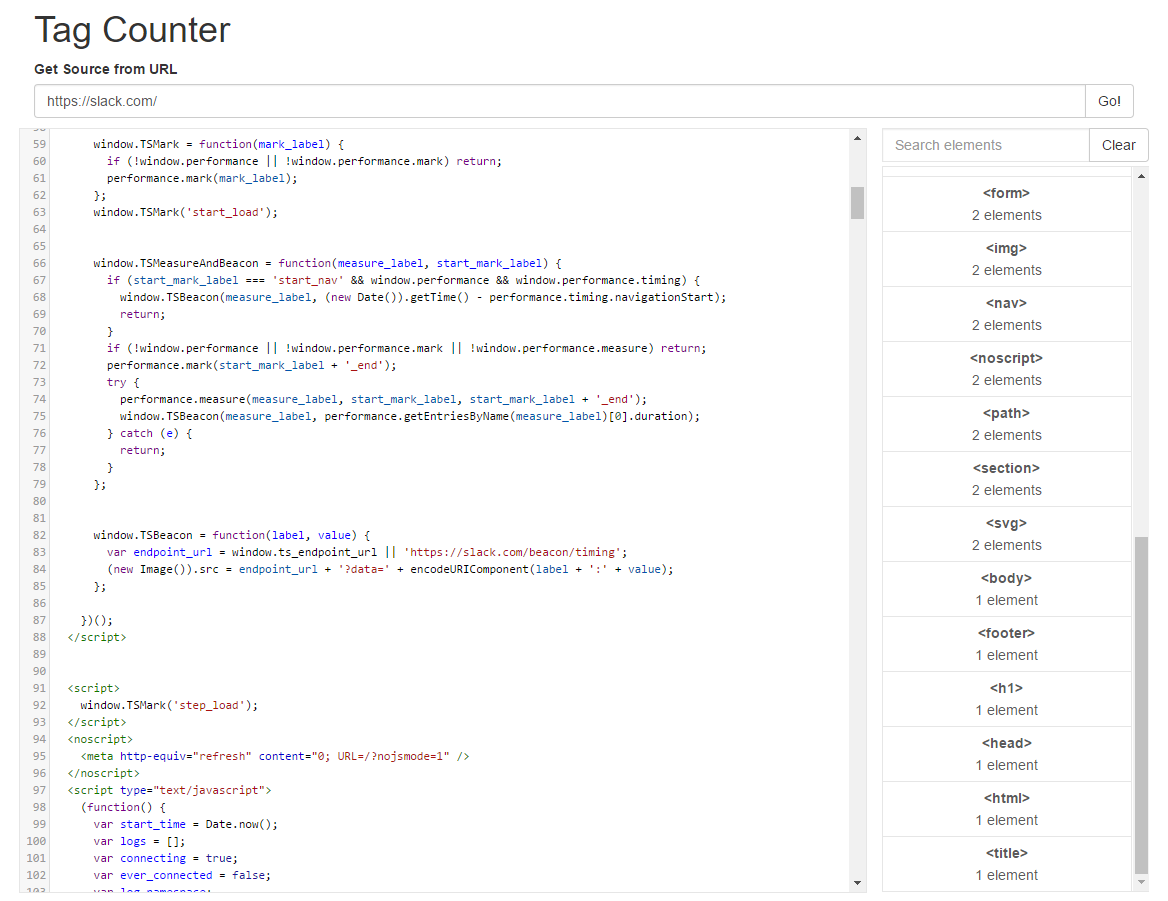 Tag Counter
Get Source from URL
https://slack.com/
Go!
59 window.TSMark = function(mark_label) {
60 if (!window.performance || !window.performance.mark) return;
61 performance.mark(mark_label);
62 };
63 window.TSMark('start_load');
64
65
66 window.TSMeasureAndBeacon = function(measure_label, start_mark_label) {
67 if (start_mark_label === 'start_nav' && window.performance && window.performance.timing) {
68 window.TSBeacon(measure_label, (new Date()).getTime() - performance.timing.navigationStart);
69 return;
70 }
71 if (!window.performance || !window.performance.mark || !window.performance.measure) return;
72 performance.mark(start_mark_label + '_end');
73 try {
74 performance.measure(measure_label, start_mark_label, start_mark_label + '_end');
75 window.TSBeacon(measure_label, performance.getEntriesByName(measure_label)[0].duration);
76 } catch (e) {
77 return;
78 }
79 };
80
81
82 window.TSBeacon = function(label, value) {
83 var endpoint_url = window.ts_endpoint_url || 'https://slack.com/beacon/timing';
84 (new Image()).src = endpoint_url + '?data=' + encodeURIComponent(label + ':' + value);
85 };
86
87 })();
88 </script>
89
90
91 <script>
92 window.TSMark('step_load');
93 </script>
94 <noscript>
95 <meta http-equiv="refresh" content="0; URL=/?nojsmode=1" />
96 </noscript>
97 <script type="text/javascript">
98 (function() {
99 var start_time = Date.now();
100 var logs = [];
101 var connecting = true;
102 var ever_connected = false;
103 var log_namespace;
Search elements
Clear
<form>
2 elements
<img>
2 elements
<nav>
2 elements
<noscript>
2 elements
<path>
2 elements
<section>
2 elements
<svg>
2 elements
<body>
1 element
<footer>
1 element
<h1>
1 element
<head>
1 element
<html>
1 element
<title>
1 element